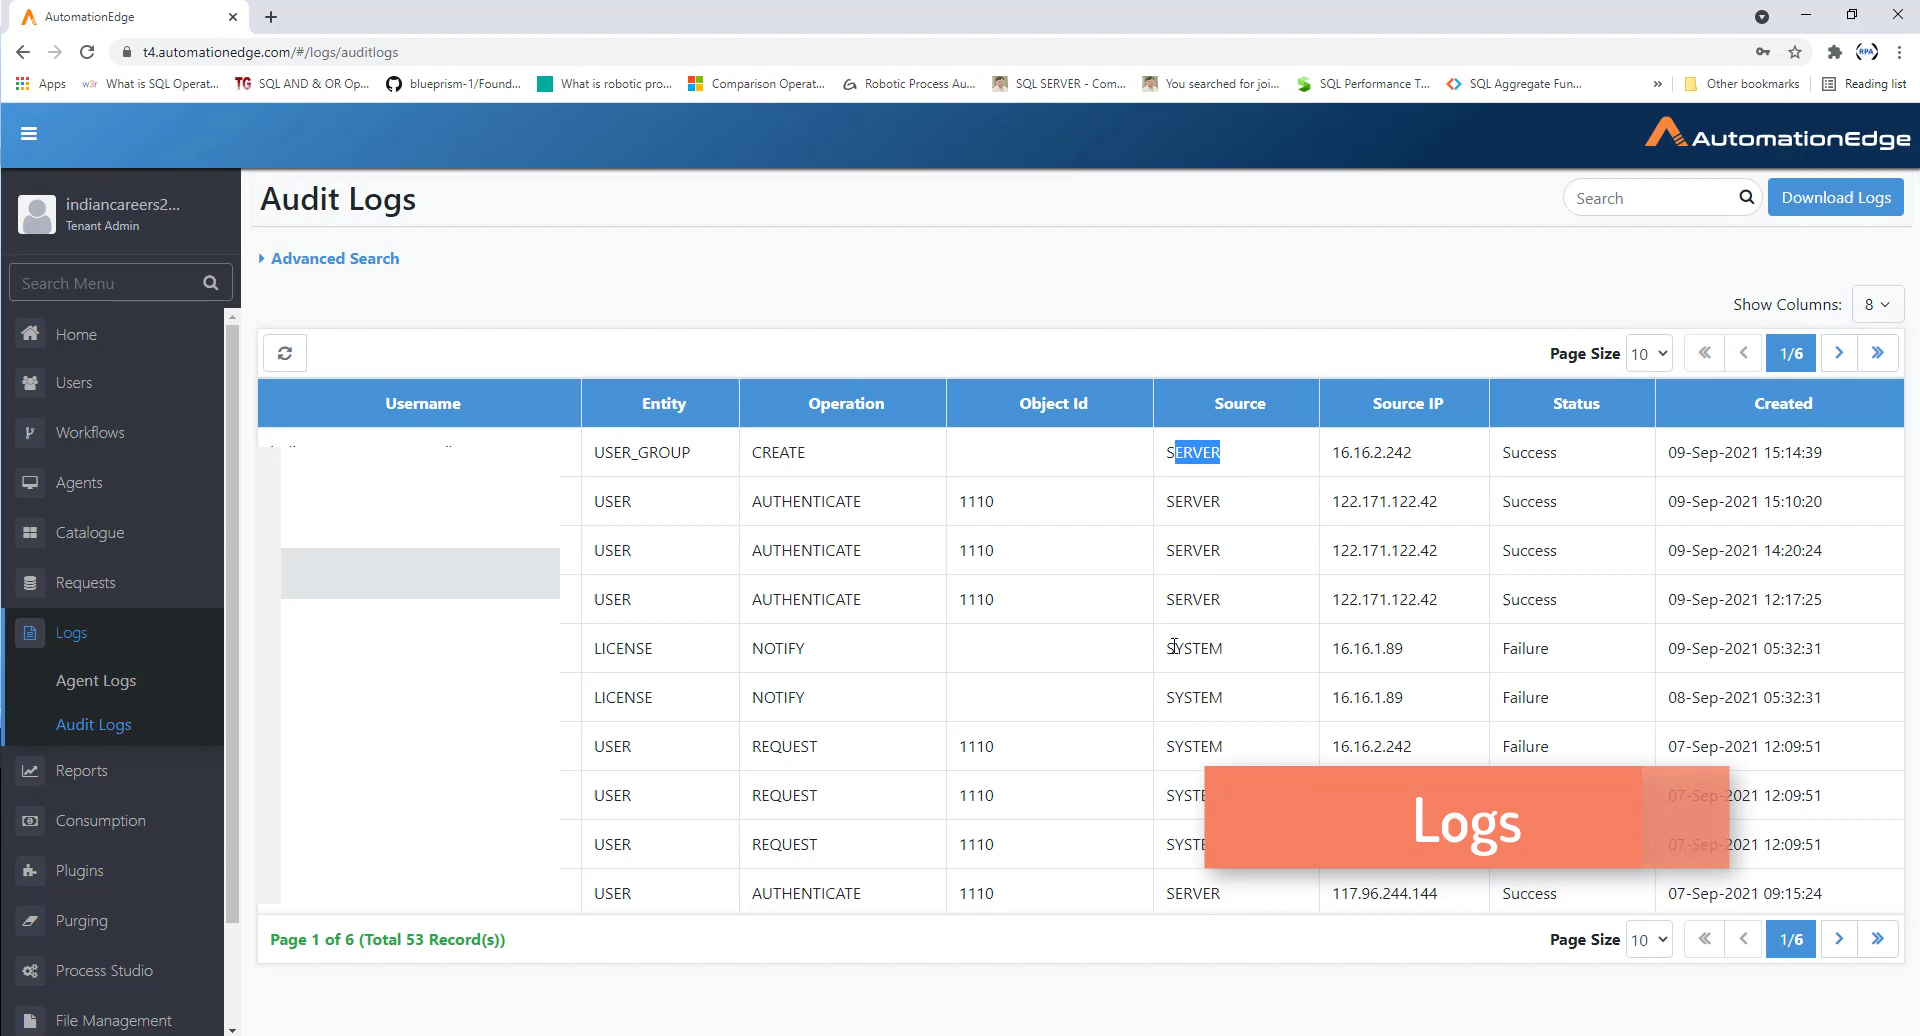 AutomationEdge
t4.automationedge.com/#/logs/auditlogs
Apps
w3r What is SQL Operat...
TG SQL AND & OR Op...
blueprism-1/Found...
What is robotic pro...
Comparison Operat...
Robotic Process Au...
SQL SERVER - Com...
You searched for joi...
SQL Performance T...
SQL Aggregate Fun...
Other bookmarks
Reading list
RPA
AutomationEdge
indiancareers2...
Tenant Admin
Search Menu
Home
Users
Workflows
Agents
Catalogue
Requests
Logs
Agent Logs
Audit Logs
Reports
Consumption
Plugins
Purging
Process Studio
File Management
Audit Logs
Search
Download Logs
Advanced Search
Show Columns: 8
Page Size 10 1/6
Username Entity Operation Object Id Source Source IP Status Created
USER_GROUP CREATE SERVER 16.16.2.242 Success 09-Sep-2021 15:14:39
USER AUTHENTICATE 1110 SERVER 122.171.122.42 Success 09-Sep-2021 15:10:20
USER AUTHENTICATE 1110 SERVER 122.171.122.42 Success 09-Sep-2021 14:20:24
USER AUTHENTICATE 1110 SERVER 122.171.122.42 Success 09-Sep-2021 12:17:25
LICENSE NOTIFY SYSTEM 16.16.1.89 Failure 09-Sep-2021 05:32:31
LICENSE NOTIFY SYSTEM 16.16.1.89 Failure 08-Sep-2021 05:32:31
USER REQUEST 1110 SYSTEM 16.16.2.242 Failure 07-Sep-2021 12:09:51
USER REQUEST 1110 SYSTE 07-Sep-2021 12:09:51
USER REQUEST 1110 SYSTE 07-Sep-2021 12:09:51
USER AUTHENTICATE 1110 SERVER 117.96.244.144 Success 07-Sep-2021 09:15:24
Logs
Page 1 of 6 (Total 53 Record(s))
Page Size 10 1/6